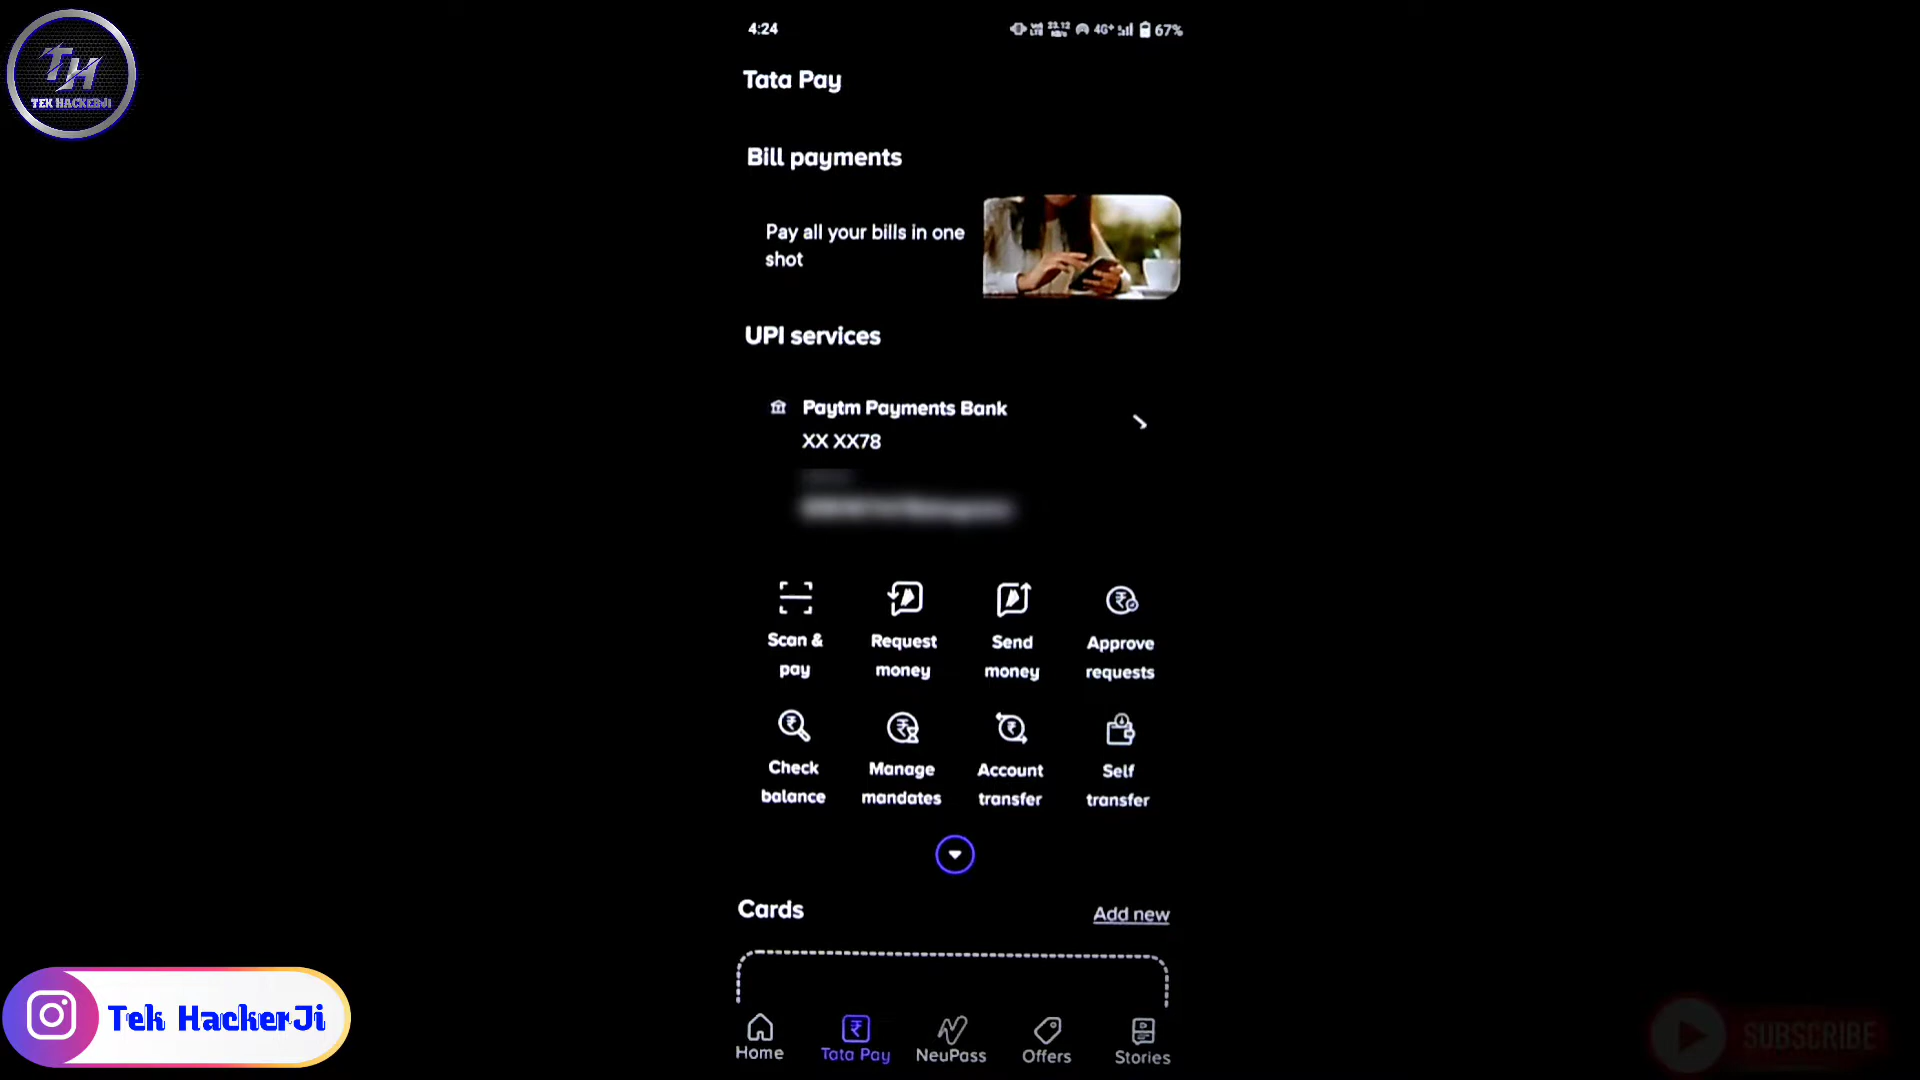 4:24
4G+ 67%
TH
TEK HACKERJI
Tata Pay
Bill payments
Pay all your bills in one
shot
UPI services
Paytm Payments Bank
XX XX78
Scan &
pay
Request
money
Send
money
Approve
requests
Check
balance
Manage
mandates
Account
transfer
Self
transfer
Cards
Add new
Home
Tata Pay
NeuPass
Offers
Stories
Tek HackerJi
SUBSCRIBE